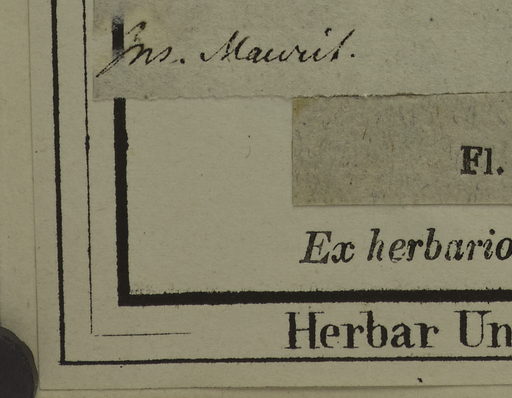 Ins. Maurit.
Fl.
Ex herbario
Herbar Un